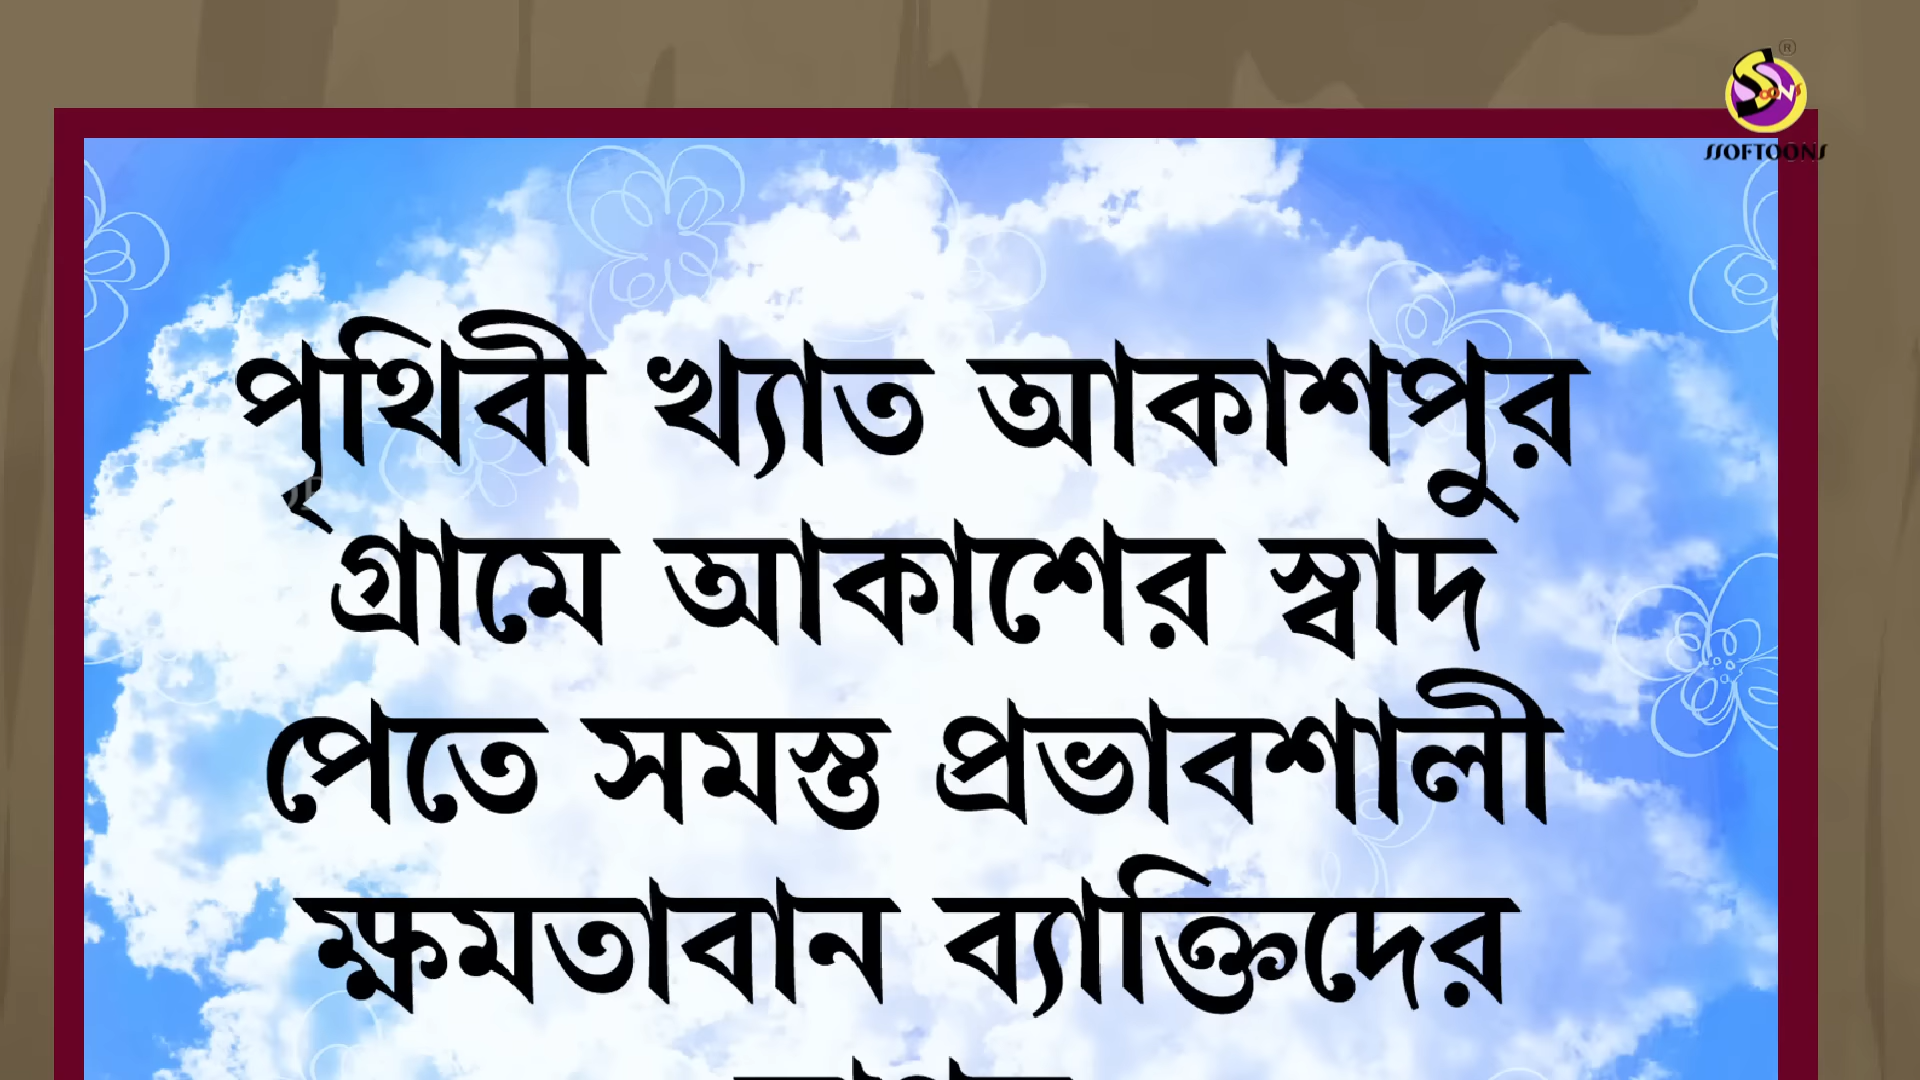 SSOFTOONS
পৃথিবী খ্যাত আকাশপুর
গ্রামে আকাশের স্বাদ
পেতে সমস্ত প্রভাবশালী
ক্ষমতাবান ব্যাক্তিদের